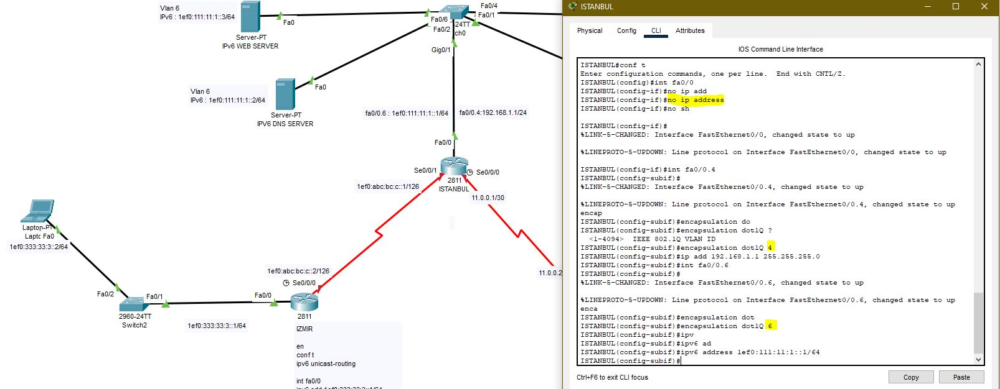 Vlan 6
IPv6 : 1ef0:111:11:1::3/64
Fa0
Server-PT
IPv6 WEB SERVER
Fa0/4
Fa0/1
Fa0/6
-24TT
Fa0/2
ch0
Gig0/1
Vlan 6
IPv6 : 1ef0:111:11:1::2/64
Fa0
Server-PT
IPV6 DNS SERVER
fa0/0.6 : 1ef0:111:11:1::1/64
fa0/0.4:192.168.1.1/24
Fa0/0
Se0/0/1
Se0/0/0
2811
ISTANBUL
1ef0:abc:bc:c::1/126
11.0.0.1/30
11.0.0.2
Laptop-PT
Laptc Fa0
1ef0:333:33:3::2/64
1ef0:abc:bc:c::2/126
Se0/0/0
Fa0/2
Fa0/1
Fa0/0
2960-24TT
Switch2
1ef0:333:33:3::1/64
2811
IZMIR
en
conf t
ipv6 unicast-routing
int fa0/0
ipv6 add 1ef0:333:33:3::1/64
ISTANBUL
Physical Config CLI Attributes
IOS Command Line Interface
ISTANBUL#conf t
Enter configuration commands, one per line.  End with CNTL/Z.
ISTANBUL(config)#int fa0/0
ISTANBUL(config-if)#no ip add
ISTANBUL(config-if)#no ip address
ISTANBUL(config-if)#no sh
ISTANBUL(config-if)#
%LINK-5-CHANGED: Interface FastEthernet0/0, changed state to up
%LINEPROTO-5-UPDOWN: Line protocol on Interface FastEthernet0/0, changed state to up
ISTANBUL(config-if)#int fa0/0.4
ISTANBUL(config-subif)#
%LINK-5-CHANGED: Interface FastEthernet0/0.4, changed state to up
%LINEPROTO-5-UPDOWN: Line protocol on Interface FastEthernet0/0.4, changed state to up
encap
ISTANBUL(config-subif)#encapsulation do
ISTANBUL(config-subif)#encapsulation dot1Q ?
<1-4094>  IEEE 802.1Q VLAN ID
ISTANBUL(config-subif)#encapsulation dot1Q 4
ISTANBUL(config-subif)#ip add 192.168.1.1 255.255.255.0
ISTANBUL(config-subif)#int fa0/0.6
ISTANBUL(config-subif)#
%LINK-5-CHANGED: Interface FastEthernet0/0.6, changed state to up
%LINEPROTO-5-UPDOWN: Line protocol on Interface FastEthernet0/0.6, changed state to up
enca
ISTANBUL(config-subif)#encapsulation dot
ISTANBUL(config-subif)#encapsulation dot1Q 6
ISTANBUL(config-subif)#ipv
ISTANBUL(config-subif)#ipv6 ad
ISTANBUL(config-subif)#ipv6 address 1ef0:111:11:1::1/64
ISTANBUL(config-subif)#
Ctrl+F6 to exit CLI focus
Copy
Paste